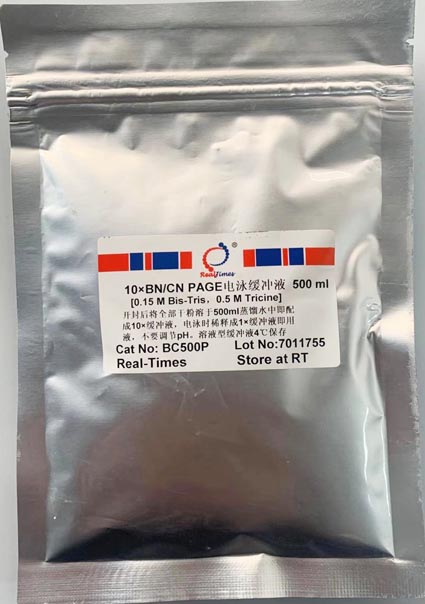 ®
RealTimes
10×BN/CN PAGE电泳缓冲液 500 ml
[0.15 M Bis-Tris，0.5 M Tricine]
开封后将全部干粉溶于500ml蒸馏水中即配
成10×缓冲液，电泳时稀释成1×缓冲液即用
液，不要调节pH。溶液型缓冲液4℃保存
Cat No: BC500P Lot No:7011755
Real-Times Store at RT